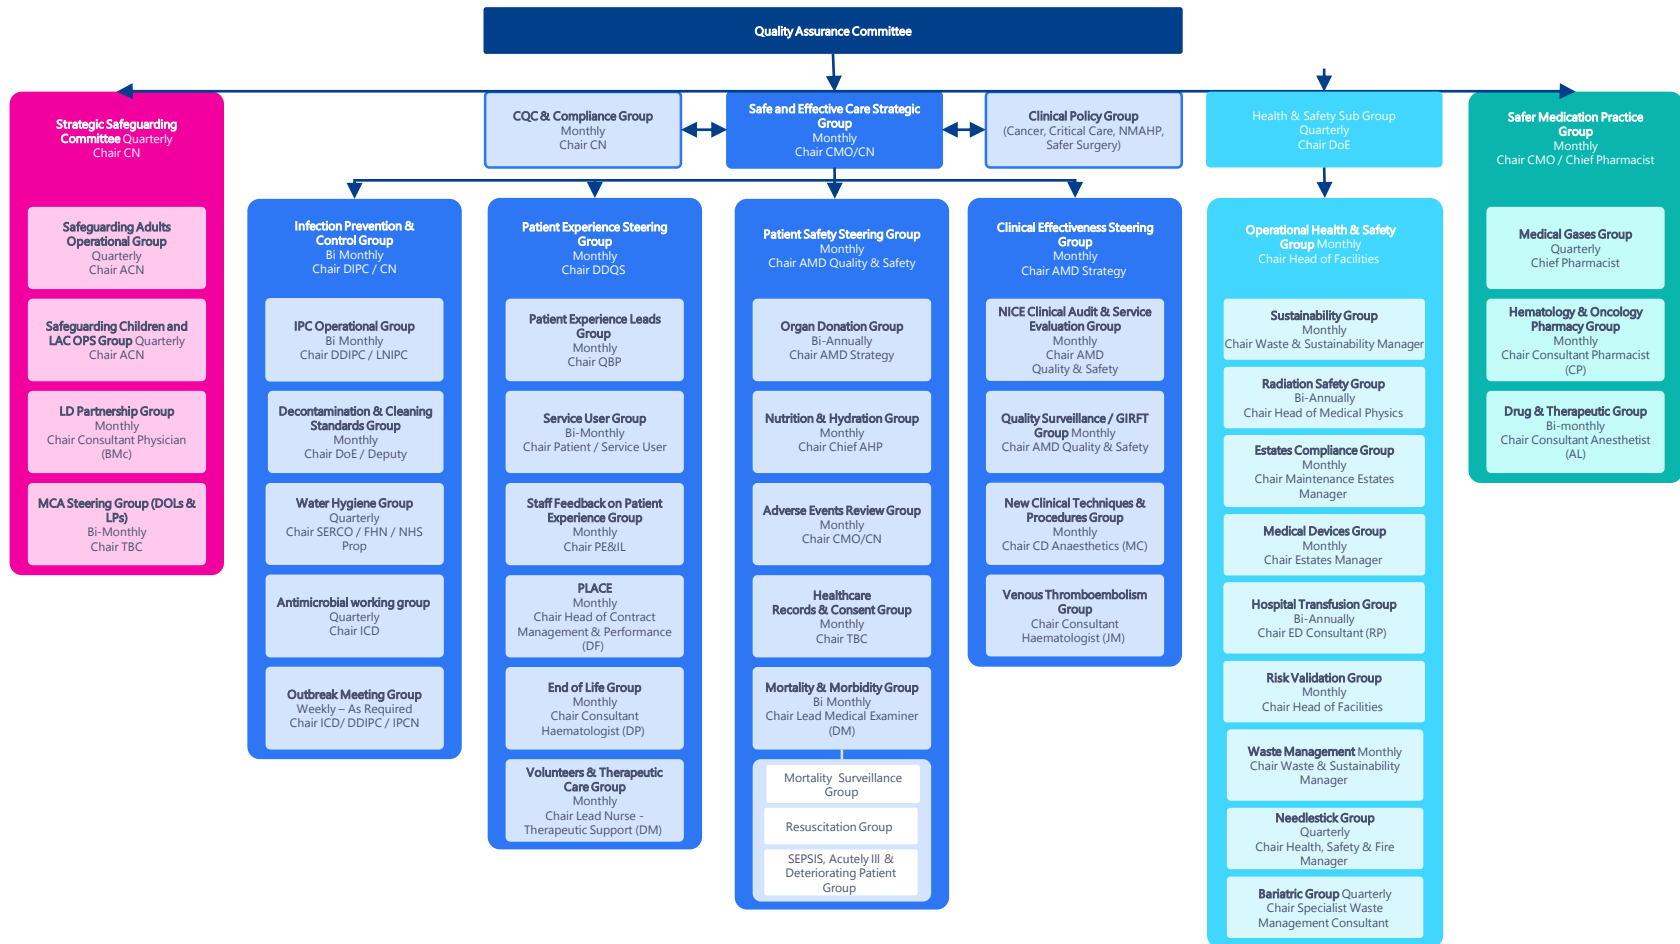 Quality Assurance Committee
Strategic Safeguarding
Committee Quarterly
Chair CN
CQC & Compliance Group
Monthly
Chair CN
Safe and Effective Care Strategic
Group
Monthly
Chair CMO/CN
Clinical Policy Group
(Cancer, Critical Care, NMAHP,
Safer Surgery)
Health & Safety Sub Group
Quarterly
Chair DoE
Safer Medication Practice
Group
Monthly
Chair CMO / Chief Pharmacist
Safeguarding Adults
Operational Group
Quarterly
Chair ACN
Safeguarding Children and
LAC OPS Group Quarterly
Chair ACN
LD Partnership Group
Monthly
Chair Consultant Physician
(BMc)
MCA Steering Group (DOLs &
LPs)
Bi-Monthly
Chair TBC
Infection Prevention &
Control Group
Bi Monthly
Chair DIPC / CN
IPC Operational Group
Bi Monthly
Chair DDIPC / LNIPC
Decontamination & Cleaning
Standards Group
Monthly
Chair DoE / Deputy
Water Hygiene Group
Quarterly
Chair SERCO / FHN / NHS
Prop
Antimicrobial working group
Quarterly
Chair ICD
Outbreak Meeting Group
Weekly – As Required
Chair ICD/ DDIPC / IPCN
Patient Experience Steering
Group
Monthly
Chair DDQS
Patient Experience Leads
Group
Monthly
Chair QBP
Service User Group
Bi-Monthly
Chair Patient / Service User
Staff Feedback on Patient
Experience Group
Monthly
Chair PE&IL
PLACE
Monthly
Chair Head of Contract
Management & Performance
(DF)
End of Life Group
Monthly
Chair Consultant
Haematologist (DP)
Volunteers & Therapeutic
Care Group
Monthly
Chair Lead Nurse -
Therapeutic Support (DM)
Patient Safety Steering Group
Monthly
Chair AMD Quality & Safety
Organ Donation Group
Bi-Annually
Chair AMD Strategy
Nutrition & Hydration Group
Monthly
Chair Chief AHP
Adverse Events Review Group
Monthly
Chair CMO/CN
Healthcare
Records & Consent Group
Monthly
Chair TBC
Mortality & Morbidity Group
Bi Monthly
Chair Lead Medical Examiner
(DM)
Mortality Surveillance
Group
Resuscitation Group
SEPSIS, Acutely Ill &
Deteriorating Patient
Group
Clinical Effectiveness Steering
Group
Monthly
Chair AMD Strategy
NICE Clinical Audit & Service
Evaluation Group
Monthly
Chair AMD
Quality & Safety
Quality Surveillance / GIRFT
Group Monthly
Chair AMD Quality & Safety
New Clinical Techniques &
Procedures Group
Monthly
Chair CD Anaesthetics (MC)
Venous Thromboembolism
Group
Chair Consultant
Haematologist (JM)
Operational Health & Safety
Group Monthly
Chair Head of Facilities
Sustainability Group
Monthly
Chair Waste & Sustainability Manager
Radiation Safety Group
Bi-Annually
Chair Head of Medical Physics
Estates Compliance Group
Monthly
Chair Maintenance Estates
Manager
Medical Devices Group
Monthly
Chair Estates Manager
Hospital Transfusion Group
Bi-Annually
Chair ED Consultant (RP)
Risk Validation Group
Monthly
Chair Head of Facilities
Waste Management Monthly
Chair Waste & Sustainability
Manager
Needlestick Group
Quarterly
Chair Health, Safety & Fire
Manager
Bariatric Group Quarterly
Chair Specialist Waste
Management Consultant
Medical Gases Group
Quarterly
Chief Pharmacist
Hematology & Oncology
Pharmacy Group
Monthly
Chair Consultant Pharmacist
(CP)
Drug & Therapeutic Group
Bi-monthly
Chair Consultant Anesthetist
(AL)